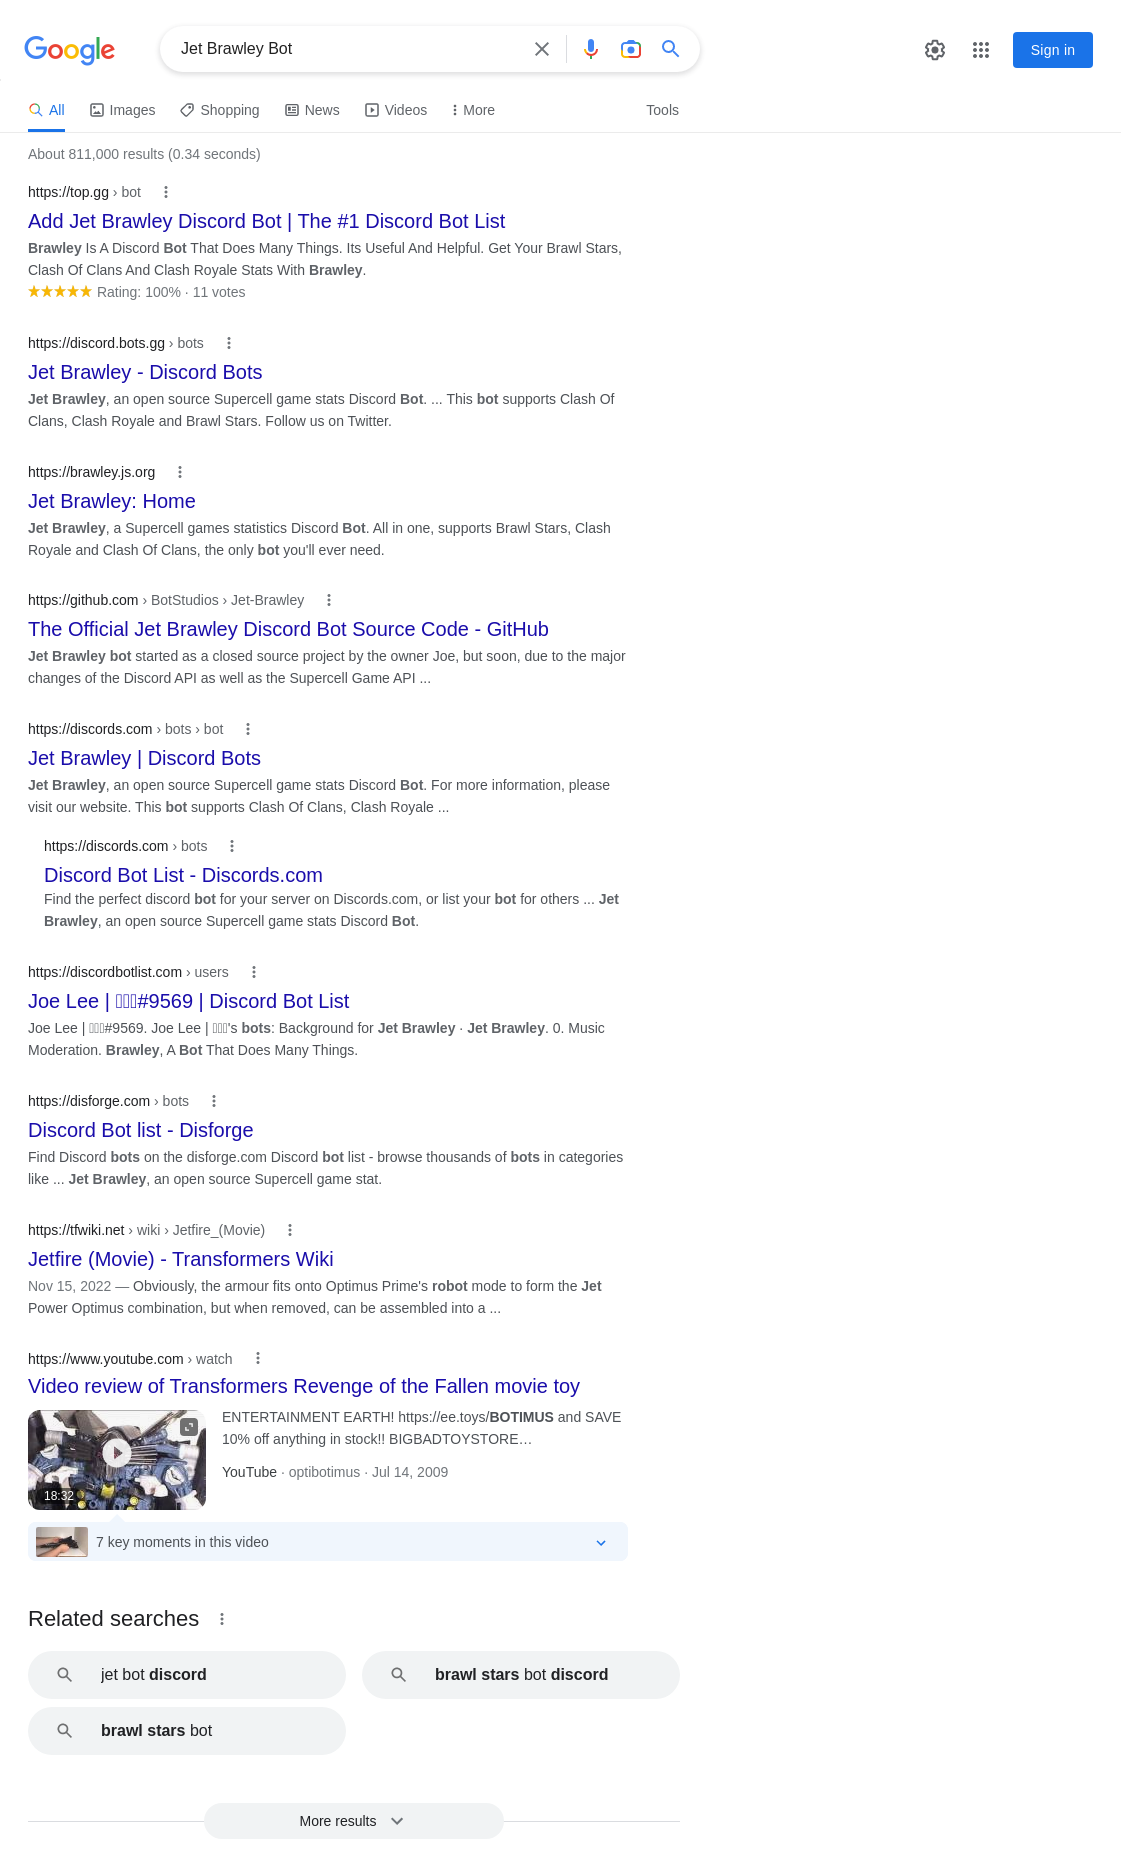 Google
Jet Brawley Bot
Sign in
All
Images
Shopping
News
Videos
More
Tools
About 811,000 results (0.34 seconds)
https://top.gg › bot
Add Jet Brawley Discord Bot | The #1 Discord Bot List
Brawley Is A Discord Bot That Does Many Things. Its Useful And Helpful. Get Your Brawl Stars,
Clash Of Clans And Clash Royale Stats With Brawley.
Rating: 100% · 11 votes
https://discord.bots.gg › bots
Jet Brawley - Discord Bots
Jet Brawley, an open source Supercell game stats Discord Bot. ... This bot supports Clash Of
Clans, Clash Royale and Brawl Stars. Follow us on Twitter.
https://brawley.js.org
Jet Brawley: Home
Jet Brawley, a Supercell games statistics Discord Bot. All in one, supports Brawl Stars, Clash
Royale and Clash Of Clans, the only bot you'll ever need.
https://github.com › BotStudios › Jet-Brawley
The Official Jet Brawley Discord Bot Source Code - GitHub
Jet Brawley bot started as a closed source project by the owner Joe, but soon, due to the major
changes of the Discord API as well as the Supercell Game API ...
https://discords.com › bots › bot
Jet Brawley | Discord Bots
Jet Brawley, an open source Supercell game stats Discord Bot. For more information, please
visit our website. This bot supports Clash Of Clans, Clash Royale ...
https://discords.com › bots
Discord Bot List - Discords.com
Find the perfect discord bot for your server on Discords.com, or list your bot for others ... Jet
Brawley, an open source Supercell game stats Discord Bot.
https://discordbotlist.com › users
Joe Lee | #9569 | Discord Bot List
Joe Lee | #9569. Joe Lee | 's bots: Background for Jet Brawley · Jet Brawley. 0. Music
Moderation. Brawley, A Bot That Does Many Things.
https://disforge.com › bots
Discord Bot list - Disforge
Find Discord bots on the disforge.com Discord bot list - browse thousands of bots in categories
like ... Jet Brawley, an open source Supercell game stat.
https://tfwiki.net › wiki › Jetfire_(Movie)
Jetfire (Movie) - Transformers Wiki
Nov 15, 2022 — Obviously, the armour fits onto Optimus Prime's robot mode to form the Jet
Power Optimus combination, but when removed, can be assembled into a ...
https://www.youtube.com › watch
Video review of Transformers Revenge of the Fallen movie toy
ENTERTAINMENT EARTH! https://ee.toys/BOTIMUS and SAVE
10% off anything in stock!! BIGBADTOYSTORE…
YouTube · optibotimus · Jul 14, 2009
18:32
7 key moments in this video
Related searches
jet bot discord
brawl stars bot discord
brawl stars bot
More results